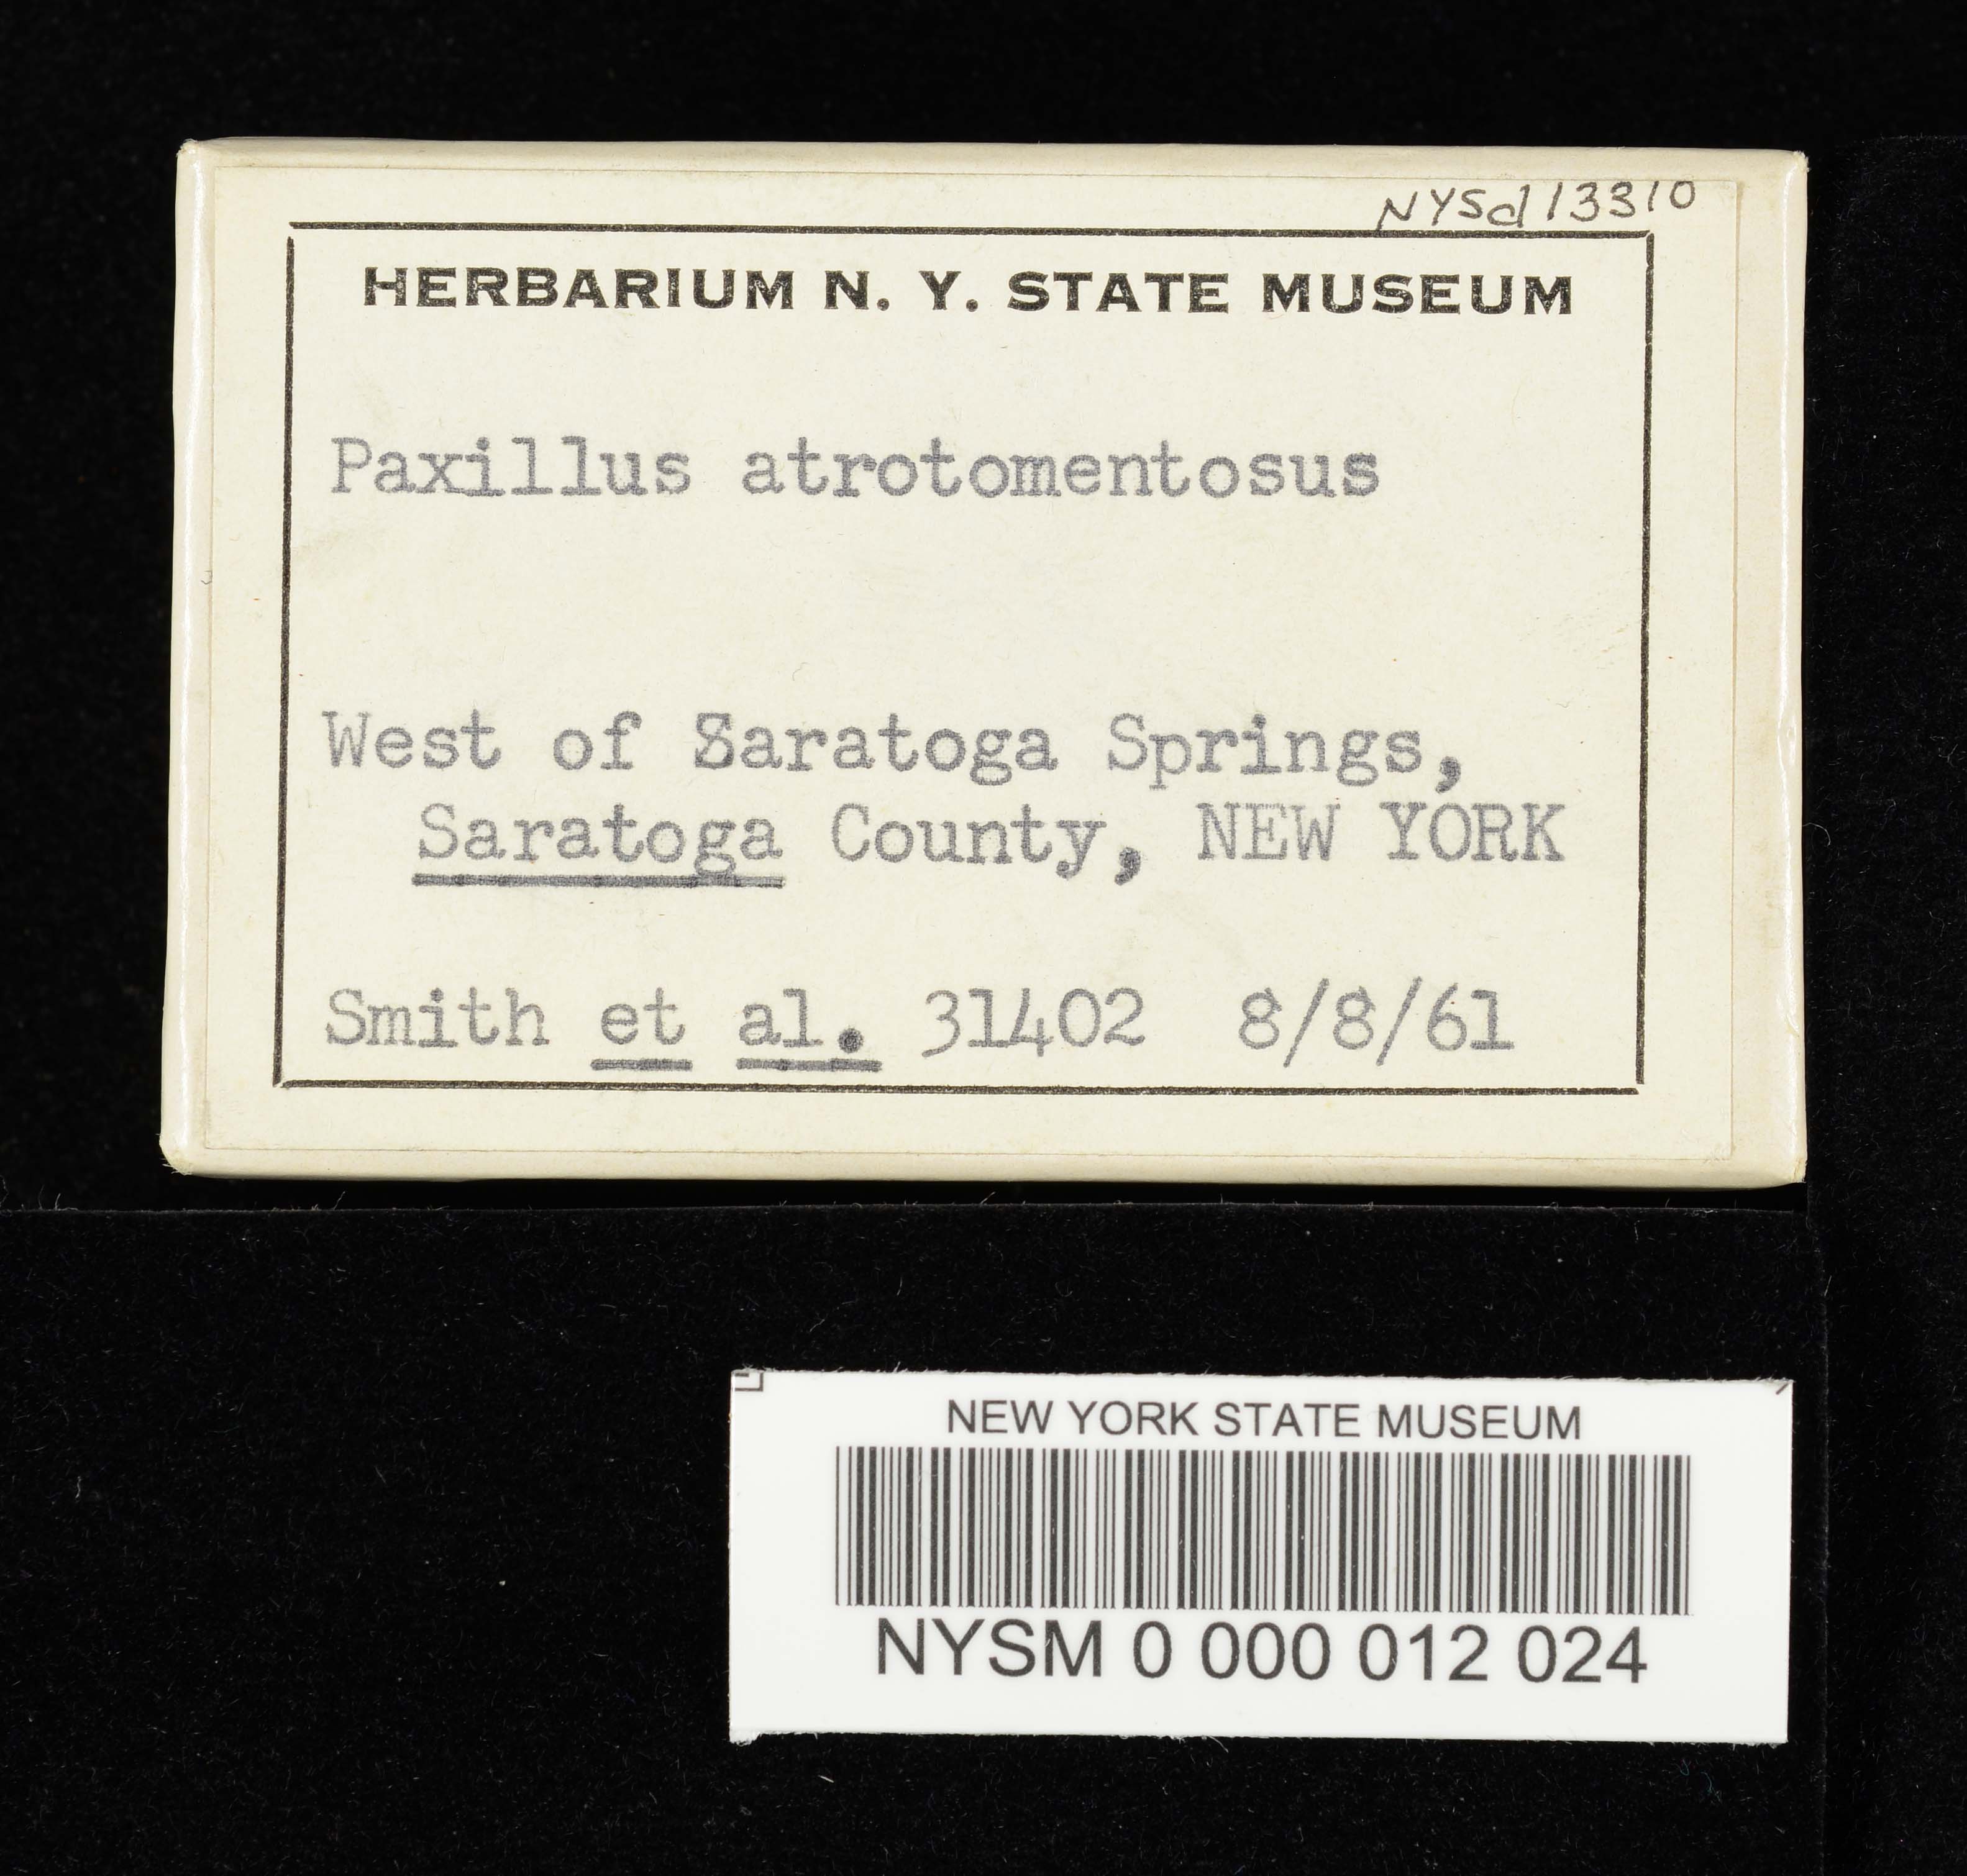 NYSd13310
HERBARIUM N. Y. STATE MUSEUM
Paxillus atrotomentosus
West of Saratoga Springs,
Saratoga County, NEW YORK
Smith et al. 31402 8/8/61
NEW YORK STATE MUSEUM
NYSM 0 000 012 024